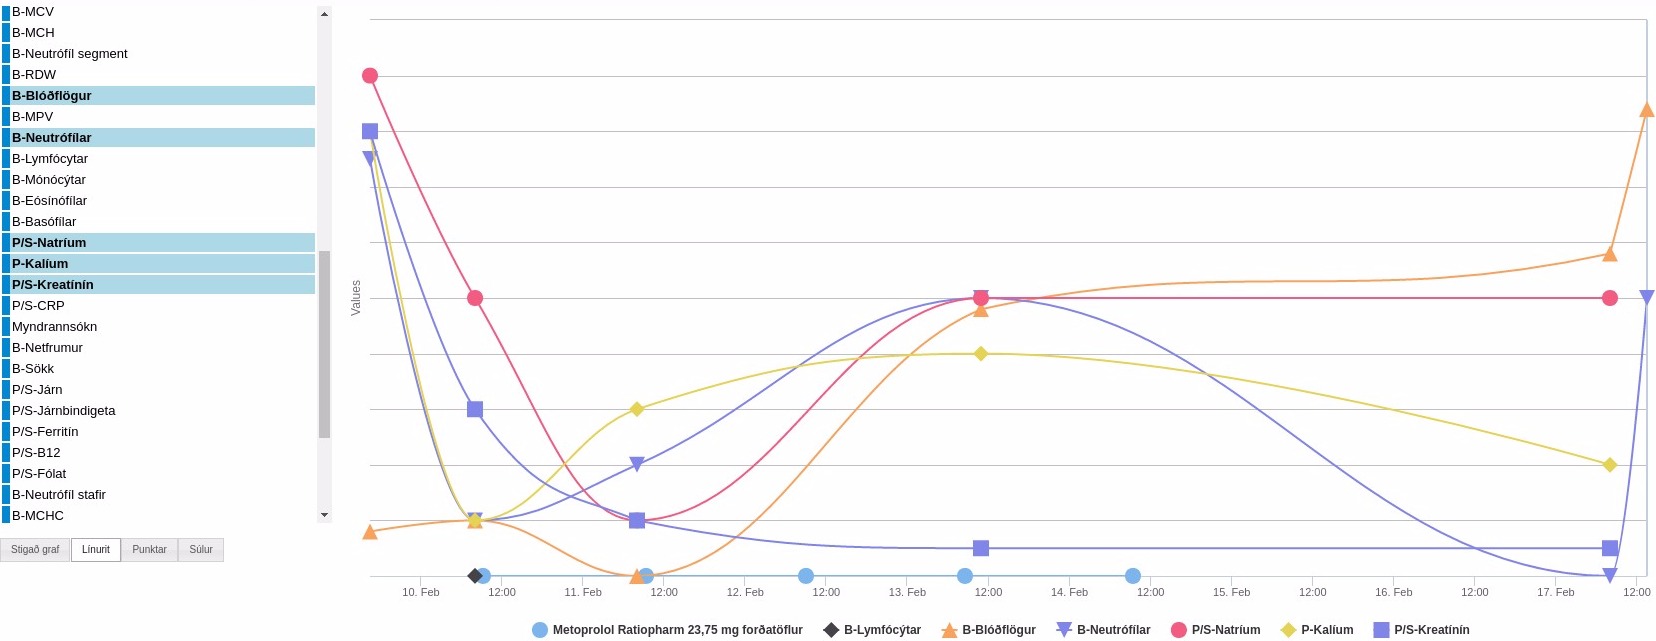 B-MCV
B-MCH
B-Neutrófíl segment
B-RDW
B-Blóðflögur
B-MPV
B-Neutrófílar
B-Lymfócytar
B-Mónócýtar
B-Eósínófílar
B-Basófílar
P/S-Natríum
P-Kalíum
P/S-Kreatínín
P/S-CRP
Myndrannsókn
B-Netfrumur
B-Sökk
P/S-Járn
P/S-Járnbindigeta
P/S-Ferritín
P/S-B12
P/S-Fólat
B-Neutrófíl stafir
B-MCHC
Stigað graf Línurit Punktar Súlur
Values
10. Feb 12:00 11. Feb 12:00 12. Feb 12:00 13. Feb 12:00 14. Feb 12:00 15. Feb 12:00 16. Feb 12:00 17. Feb 12:00
Metoprolol Ratiopharm 23,75 mg forðatöflur B-Lymfócýtar B-Blóðflögur B-Neutrófílar P/S-Natríum P-Kalíum P/S-Kreatínín